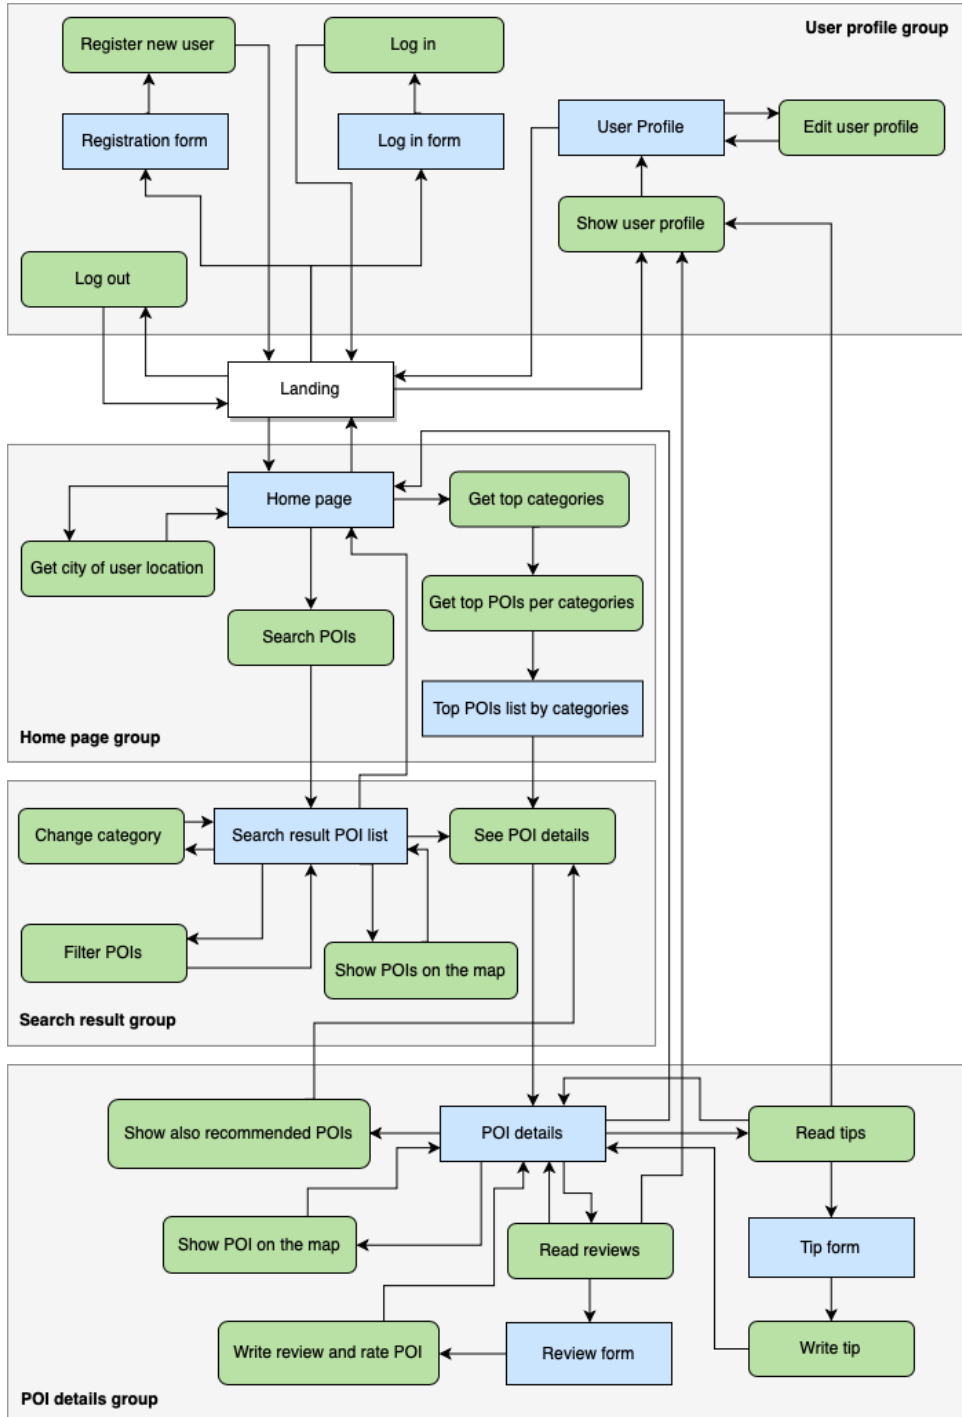 User profile group
Register new user
Log in
Registration form
Log in form
User Profile
Edit user profile
Show user profile
Log out
Landing
Home page
Get top categories
Get city of user location
Get top POIs per categories
Search POIs
Top POIs list by categories
Home page group
Change category
Search result POI list
See POI details
Filter POIs
Show POIs on the map
Search result group
Show also recommended POIs
POI details
Read tips
Show POI on the map
Read reviews
Tip form
Write review and rate POI
Review form
Write tip
POI details group